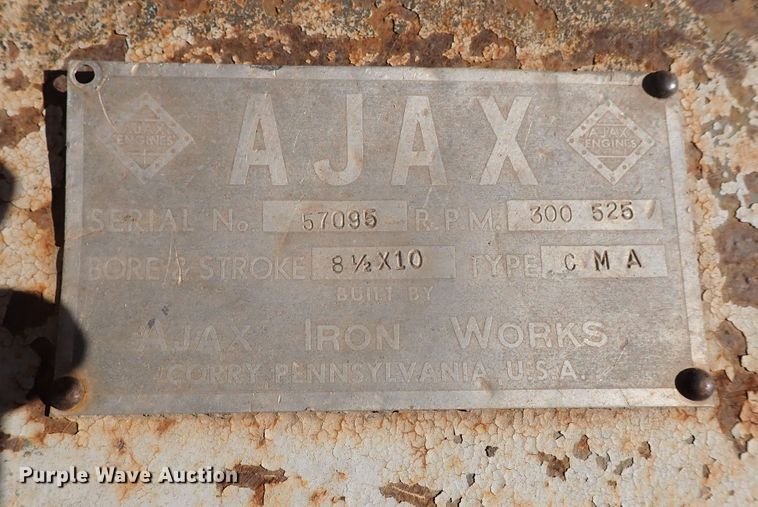 AJAX
AJAX
ENGINES
AJAX
ENGINES
SERIAL No. 57095 R.P.M. 300 525
BORE & STROKE 8½X10 TYPE C M A
BUILT BY
AJAX IRON WORKS
CORRY, PENNSYLVANIA, U.S.A.
Purple Wave Auction